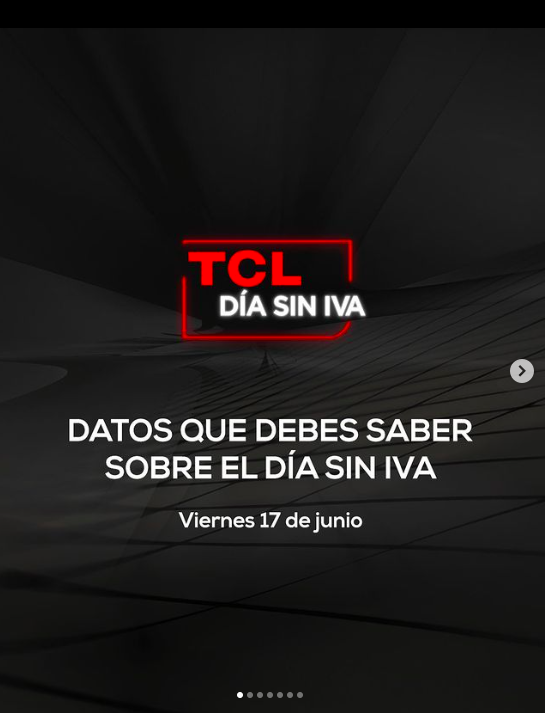 TCL
DÍA SIN IVA
DATOS QUE DEBES SABER
SOBRE EL DÍA SIN IVA
Viernes 17 de junio